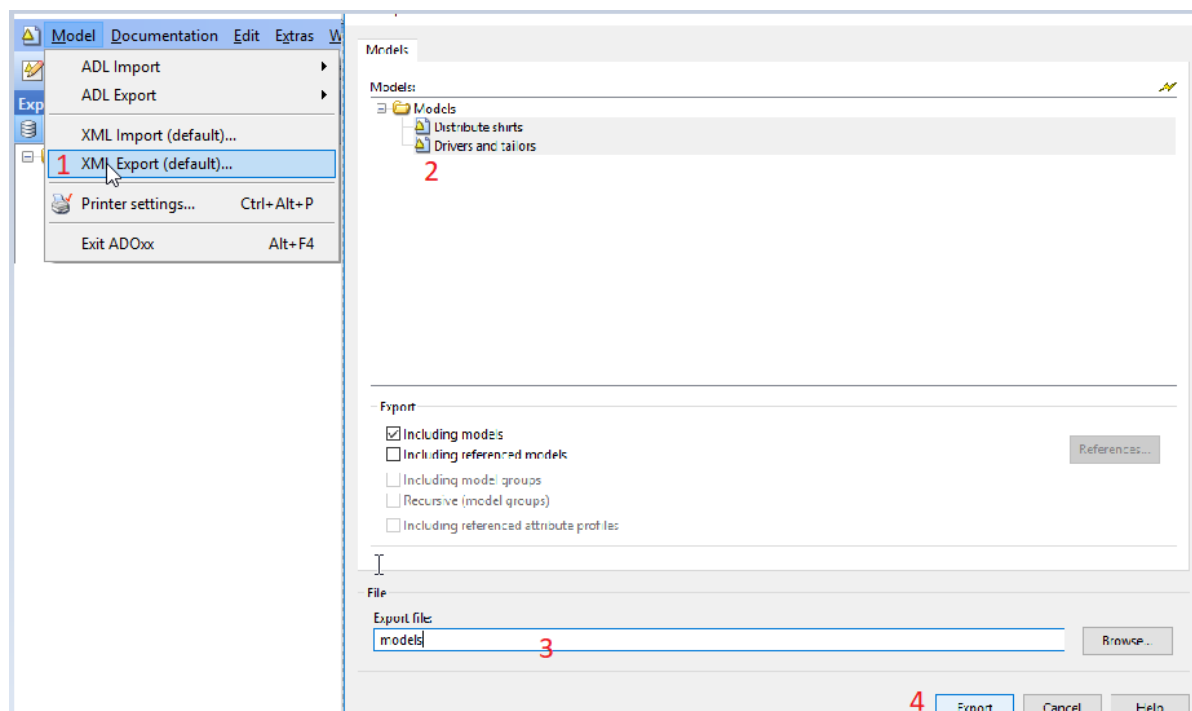 Model Documentation Edit Extras
ADL Import
ADL Export
Exp
XML Import (default)...
1 XML Export (default)...
Printer settings... Ctrl+Alt+P
Exit ADOxx Alt+F4
Models
Models:
Models
Distribute shirts
Drivers and tailors
2
Export
Including models
Including referenced models
References...
Including model groups
Recursive (model groups)
Including referenced attribute profiles
File
Export file:
models
3
Browse...
4
Export Cancel Help